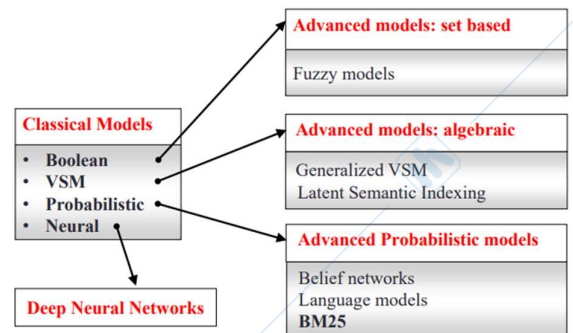 Advanced models: set based
Fuzzy models
Classical Models
• Boolean
• VSM
• Probabilistic
• Neural
Advanced models: algebraic
Generalized VSM
Latent Semantic Indexing
Advanced Probabilistic models
Belief networks
Language models
BM25
Deep Neural Networks